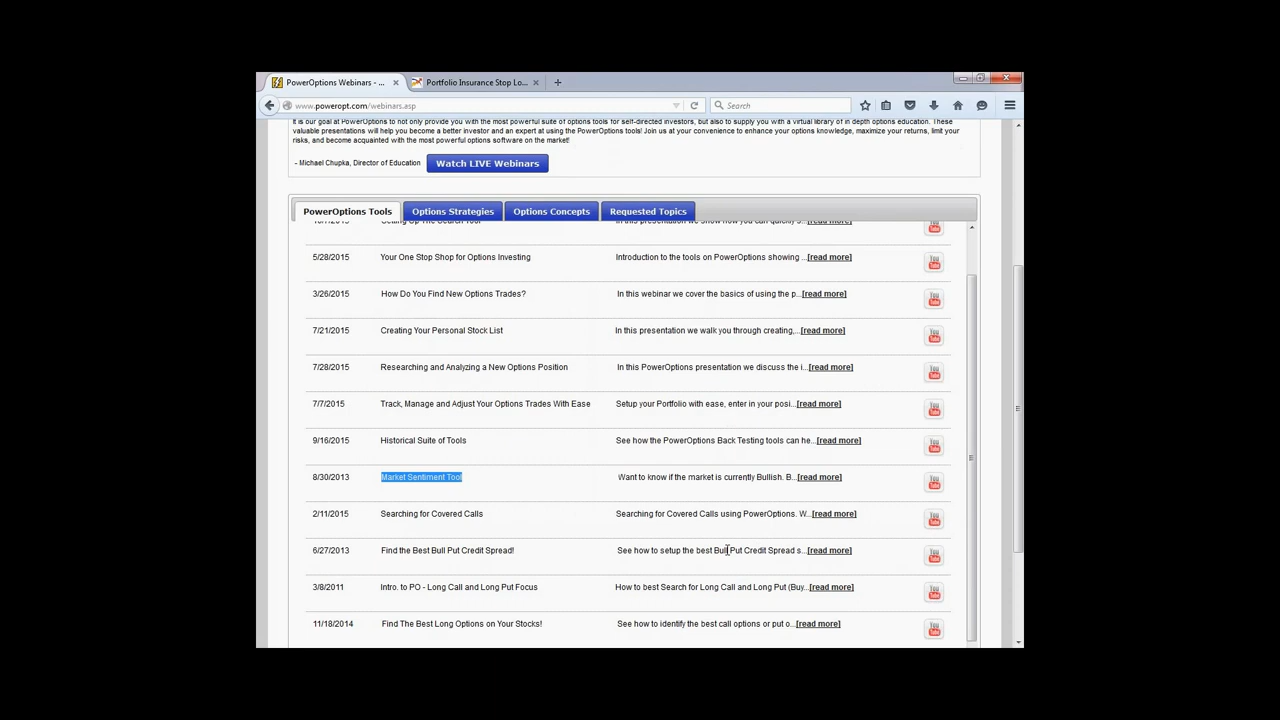 PowerOptions Webinars - ...
Portfolio Insurance Stop Lo...
www.poweropt.com/webinars.asp
Search
It is our goal at PowerOptions to not only provide you with the most powerful suite of options tools for self-directed investors, but also to supply you with a virtual library of in depth options education. These
valuable presentations will help you become a better investor and an expert at using the PowerOptions tools! Join us at your convenience to enhance your options knowledge, maximize your returns, limit your
risks, and become acquainted with the most powerful options software on the market!
- Michael Chupka, Director of Education
Watch LIVE Webinars
PowerOptions Tools Options Strategies Options Concepts Requested Topics
Setting Up The Search Tool In this presentation we show how you can quickly s...[read more]
5/28/2015 Your One Stop Shop for Options Investing Introduction to the tools on PowerOptions showing ...[read more]
3/26/2015 How Do You Find New Options Trades? In this webinar we cover the basics of using the p...[read more]
7/21/2015 Creating Your Personal Stock List In this presentation we walk you through creating,...[read more]
7/28/2015 Researching and Analyzing a New Options Position In this PowerOptions presentation we discuss the i...[read more]
7/7/2015 Track, Manage and Adjust Your Options Trades With Ease Setup your Portfolio with ease, enter in your posi...[read more]
9/16/2015 Historical Suite of Tools See how the PowerOptions Back Testing tools can he...[read more]
8/30/2013 Market Sentiment Tool Want to know if the market is currently Bullish. B...[read more]
2/11/2015 Searching for Covered Calls Searching for Covered Calls using PowerOptions. W...[read more]
6/27/2013 Find the Best Bull Put Credit Spread! See how to setup the best Bull Put Credit Spread s...[read more]
3/8/2011 Intro. to PO - Long Call and Long Put Focus How to best Search for Long Call and Long Put (Buy...[read more]
11/18/2014 Find The Best Long Options on Your Stocks! See how to identify the best call options or put o...[read more]